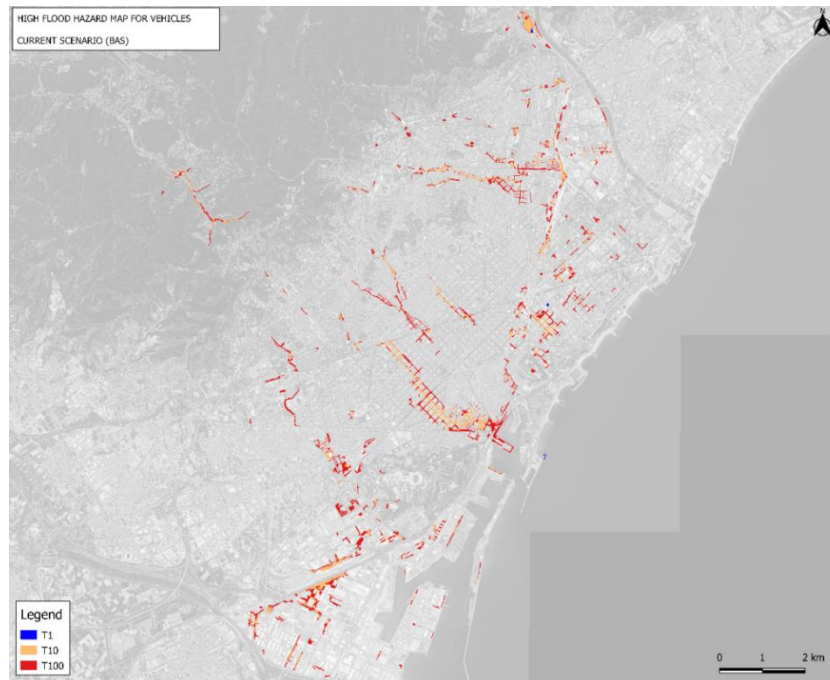 HIGH FLOOD HAZARD MAP FOR VEHICLES
CURRENT SCENARIO (BAS)
N
Legend
T1
T10
T100
0 1 2 km